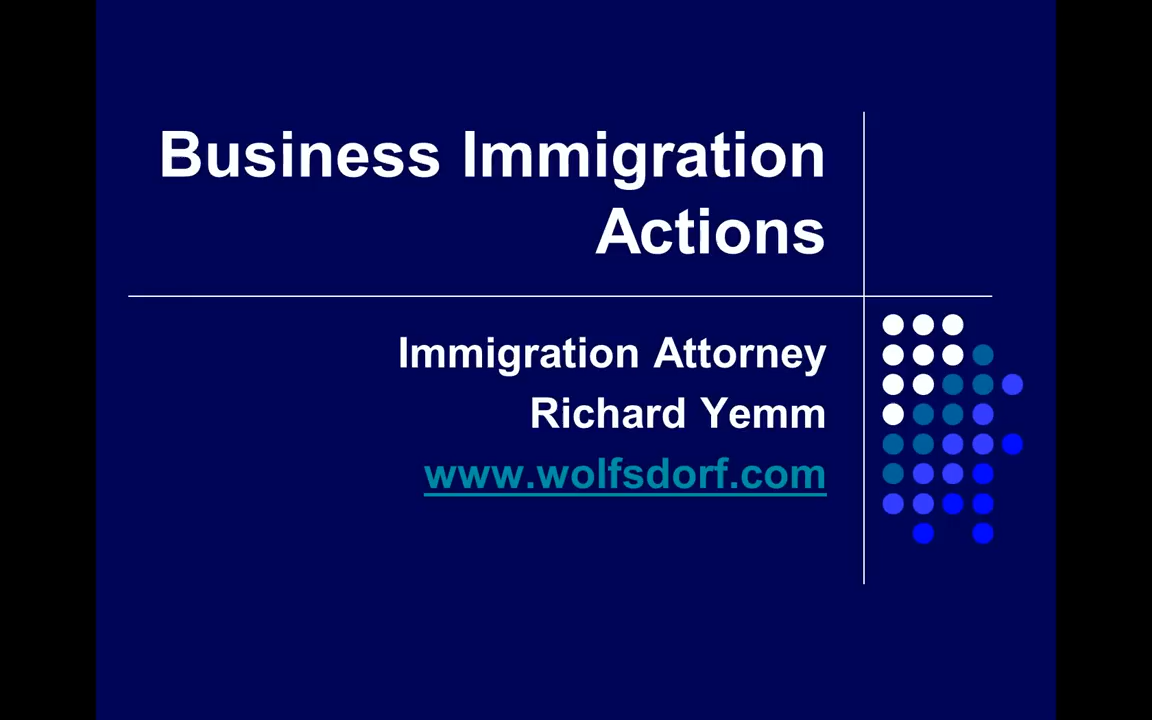 Business Immigration
Actions
Immigration Attorney
Richard Yemm
www.wolfsdorf.com